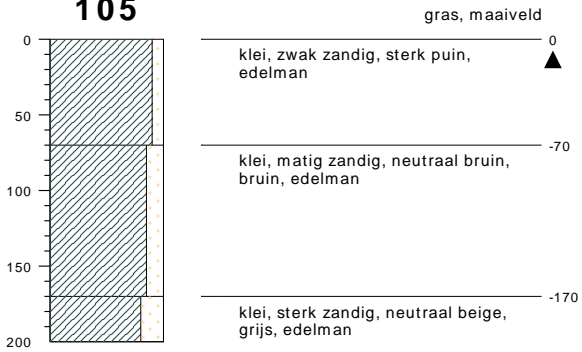 105
gras, maaiveld
0
0
klei, zwak zandig, sterk puin,
edelman
50
-70
klei, matig zandig, neutraal bruin,
bruin, edelman
100
150
-170
klei, sterk zandig, neutraal beige,
grijs, edelman
200